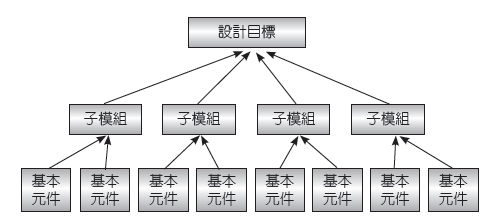 設計目標
子模組 子模組 子模組 子模組
基本 基本 基本 基本 基本 基本 基本 基本
元件 元件 元件 元件 元件 元件 元件 元件